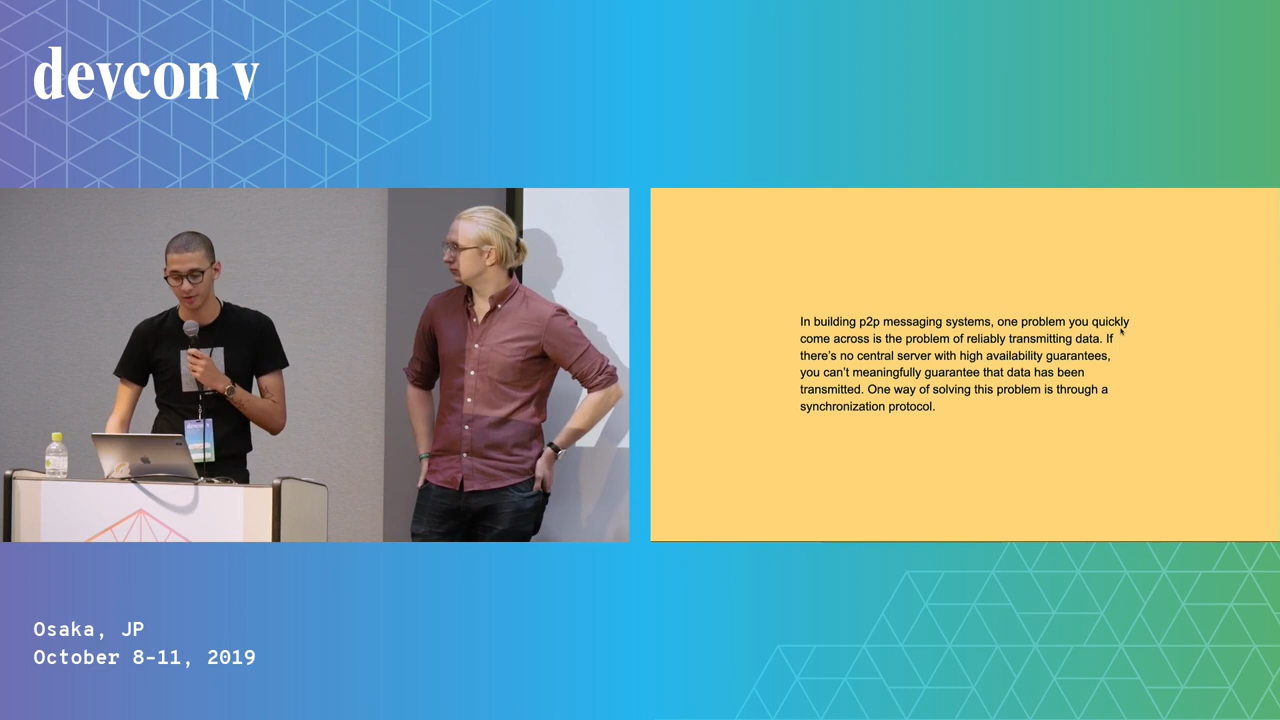 devcon v
In building p2p messaging systems, one problem you quickly
come across is the problem of reliably transmitting data. If
there's no central server with high availability guarantees,
you can't meaningfully guarantee that data has been
transmitted. One way of solving this problem is through a
synchronization protocol.
Osaka, JP
October 8–11, 2019